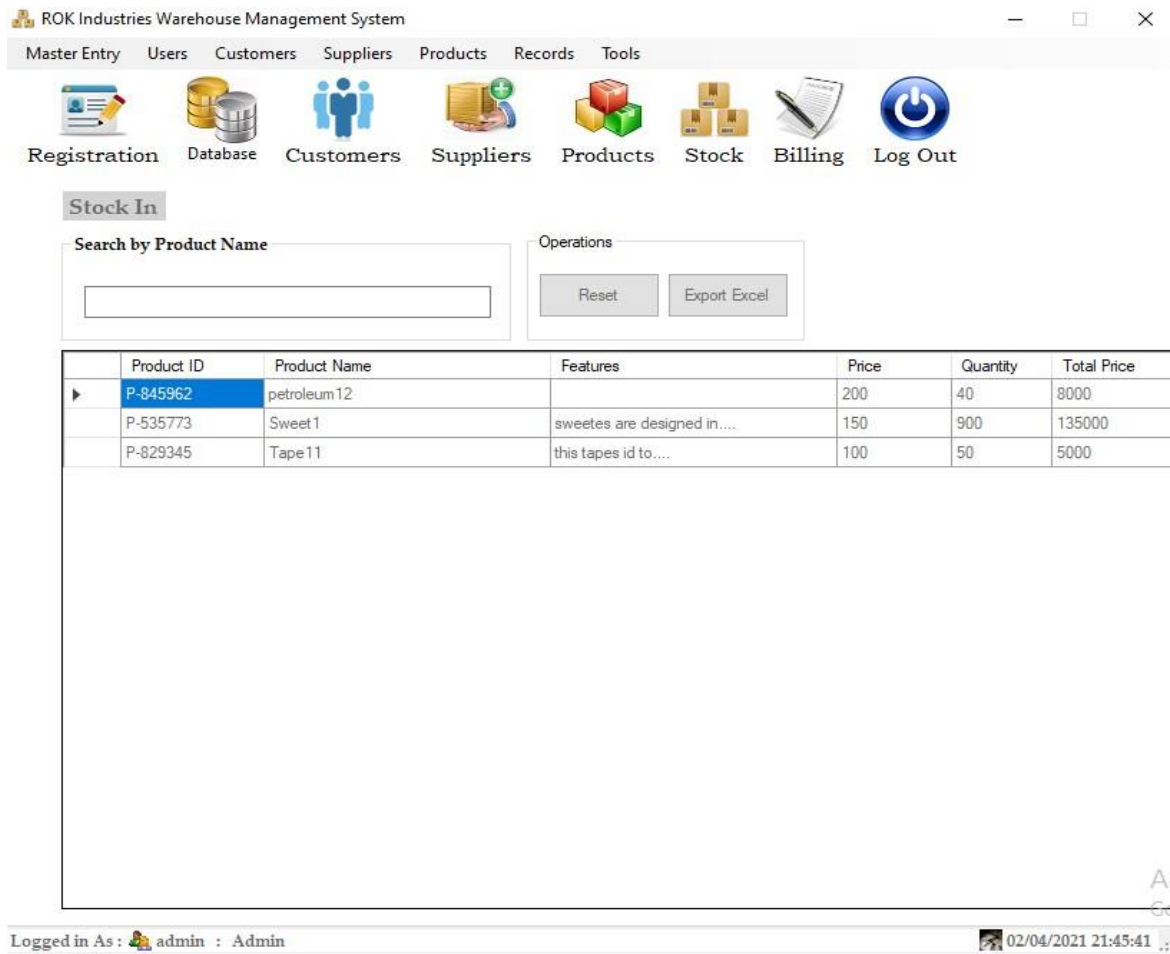 ROK Industries Warehouse Management System
Master Entry Users Customers Suppliers Products Records Tools
Registration Database Customers Suppliers Products Stock Billing Log Out
Stock In
Search by Product Name
Operations
Reset Export Excel
Product ID Product Name Features Price Quantity Total Price
P-845962 petroleum12 200 40 8000
P-535773 Sweet1 sweetes are designed in.... 150 900 135000
P-829345 Tape11 this tapes id to.... 100 50 5000
Logged in As : admin : Admin 02/04/2021 21:45:41